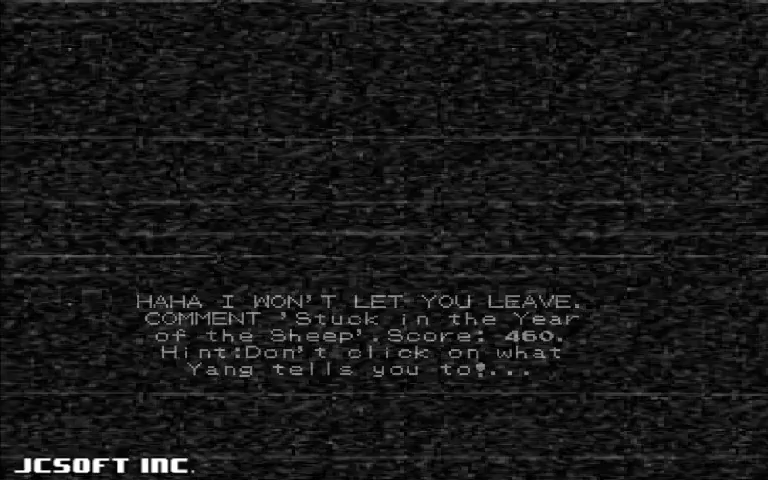 HAHA I WON'T LET YOU LEAVE.
COMMENT 'Stuck in the Year
of the Sheep'.Score: 460.
Hint:Don't click on what
Yang tells you to!...
JCSOFT INC.